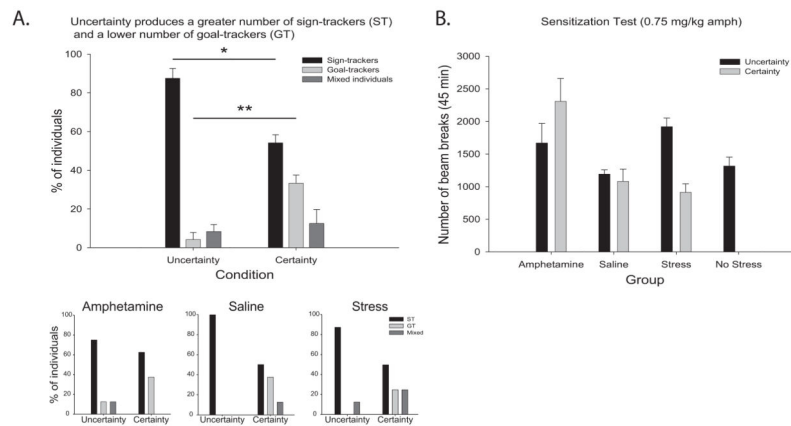 A.
Uncertainty produces a greater number of sign-trackers (ST)
and a lower number of goal-trackers (GT)
100
80
60
40
20
0
% of individuals
*
**
Sign-trackers
Goal-trackers
Mixed individuals
Uncertainty
Certainty
Condition
Amphetamine
Saline
Stress
% of individuals
100
80
60
40
20
0
Uncertainty Certainty
100
80
60
40
20
0
Uncertainty Certainty
100
80
60
40
20
0
ST
GT
Mixed
Uncertainty Certainty
B.
Sensitization Test (0.75 mg/kg amph)
Number of beam breaks (45 min)
3000
2500
2000
1500
1000
500
0
Uncertainty
Certainty
Amphetamine
Saline
Stress
No Stress
Group